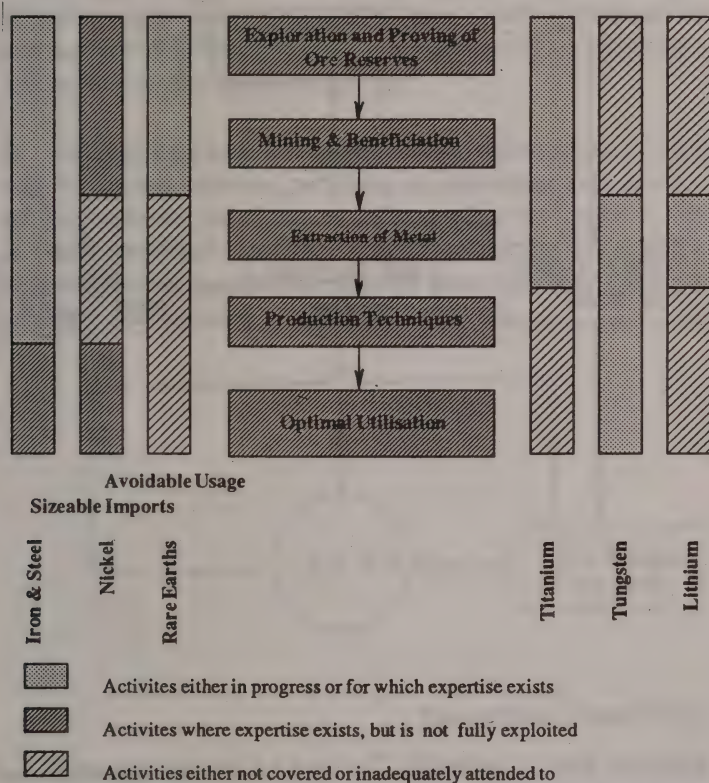 Exploration and Proving of
Ore Reserves
Mining & Beneficiation
Extraction of Metal
Production Techniques
Optimal Utilisation
Avoidable Usage
Sizeable Imports
Iron & Steel
Nickel
Rare Earths
Titanium
Tungsten
Lithium
Activites either in progress or for which expertise exists
Activites where expertise exists, but is not fully exploited
Activities either not covered or inadequately attended to